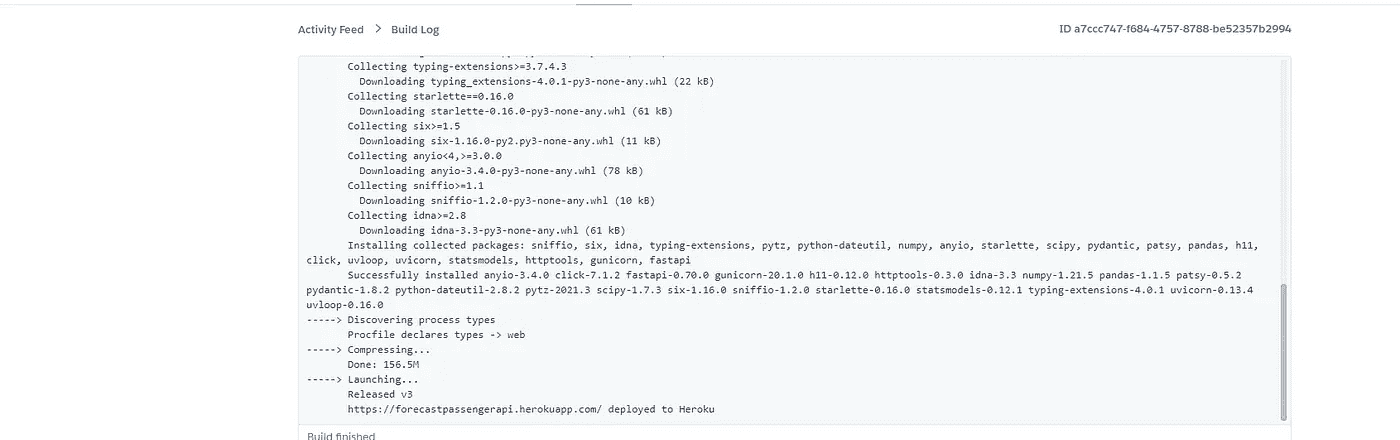 Activity Feed > Build Log
ID a7ccc747-f684-4757-8788-be52357b2994
Collecting typing-extensions>=3.7.4.3
Downloading typing_extensions-4.0.1-py3-none-any.whl (22 kB)
Collecting starlette==0.16.0
Downloading starlette-0.16.0-py3-none-any.whl (61 kB)
Collecting six>=1.5
Downloading six-1.16.0-py2.py3-none-any.whl (11 kB)
Collecting anyio<4,>=3.0.0
Downloading anyio-3.4.0-py3-none-any.whl (78 kB)
Collecting sniffio>=1.1
Downloading sniffio-1.2.0-py3-none-any.whl (10 kB)
Collecting idna>=2.8
Downloading idna-3.3-py3-none-any.whl (61 kB)
Installing collected packages: sniffio, six, idna, typing-extensions, pytz, python-dateutil, numpy, anyio, starlette, scipy, pydantic, patsy, pandas, h11,
click, uvloop, uvicorn, statsmodels, httptools, gunicorn, fastapi
Successfully installed anyio-3.4.0 click-7.1.2 fastapi-0.70.0 gunicorn-20.1.0 h11-0.12.0 httptools-0.3.0 idna-3.3 numpy-1.21.5 pandas-1.1.5 patsy-0.5.2
pydantic-1.8.2 python-dateutil-2.8.2 pytz-2021.3 scipy-1.7.3 six-1.16.0 sniffio-1.2.0 starlette-0.16.0 statsmodels-0.12.1 typing-extensions-4.0.1 uvicorn-0.13.4
uvloop-0.16.0
-----> Discovering process types
Procfile declares types -> web
-----> Compressing...
Done: 156.5M
-----> Launching...
Released v3
https://forecastpassengerapi.herokuapp.com/ deployed to Heroku
Build finished